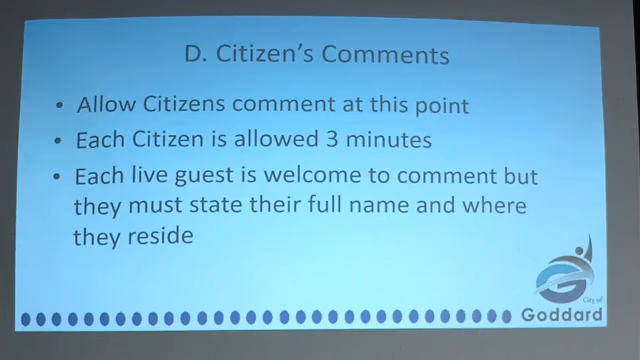 D. Citizen's Comments
• Allow Citizens comment at this point
• Each Citizen is allowed 3 minutes
• Each live guest is welcome to comment but
they must state their full name and where
they reside
City of
Goddard